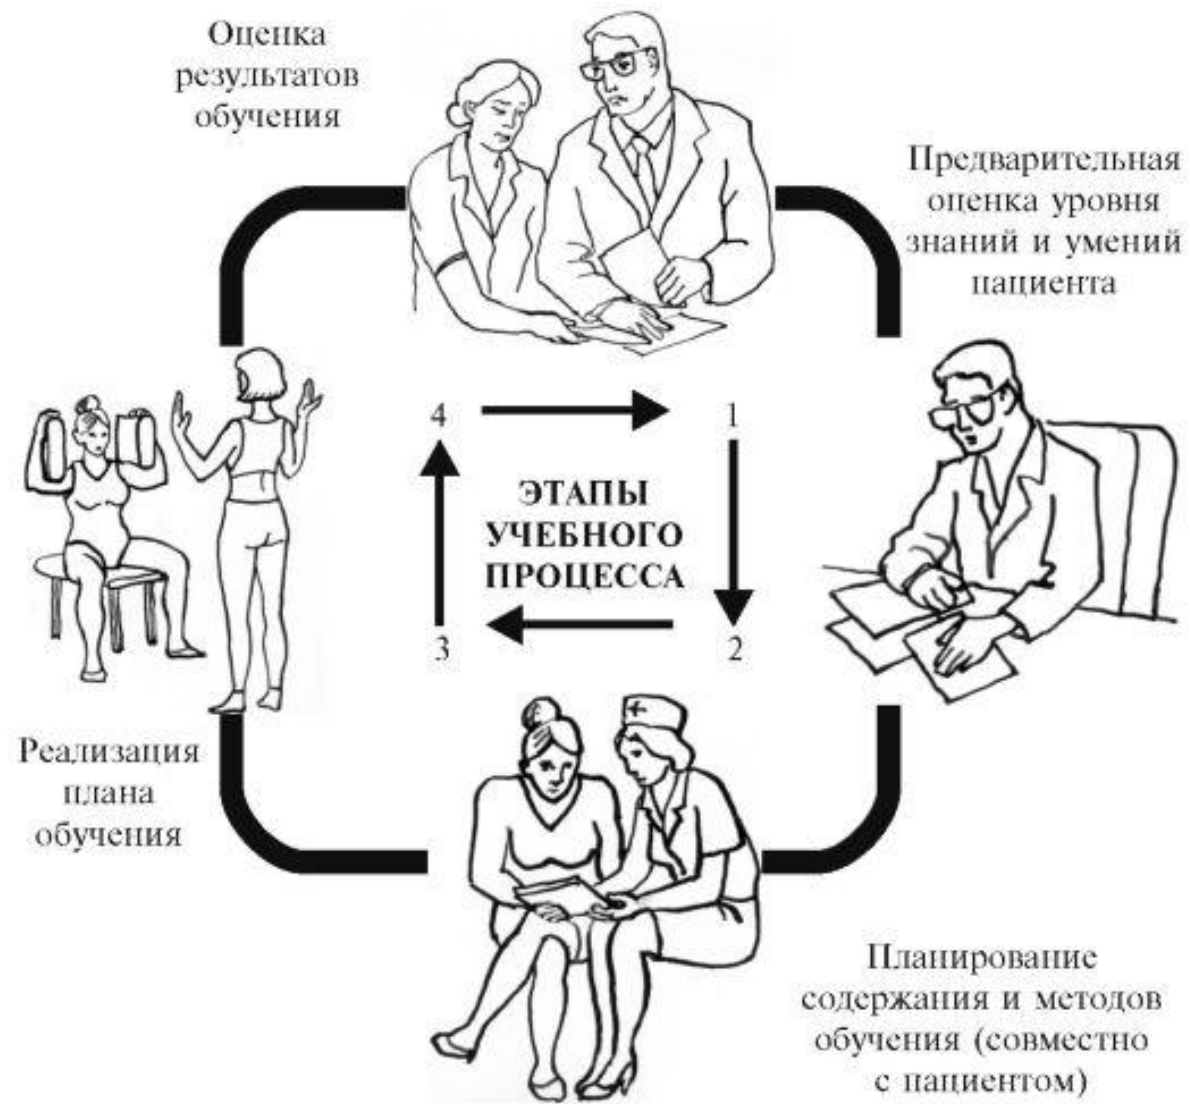 Оценка
результатов
обучения
Предварительная
оценка уровня
знаний и умений
пациента
4
1
ЭТАПЫ
УЧЕБНОГО
ПРОЦЕССА
3
2
Реализация
плана
обучения
Планирование
содержания и методов
обучения (совместно
с пациентом)